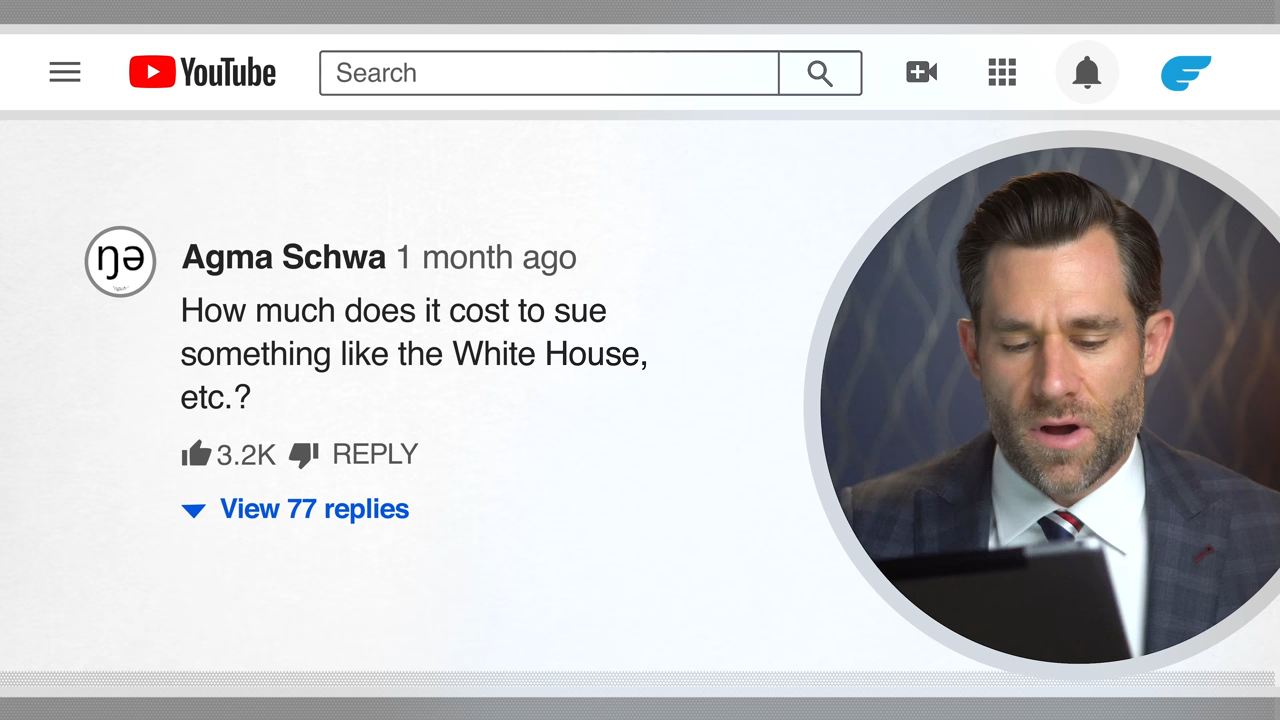 YouTube
Search
ŋə
Agma Schwa 1 month ago
How much does it cost to sue
something like the White House,
etc.?
3.2K REPLY
View 77 replies